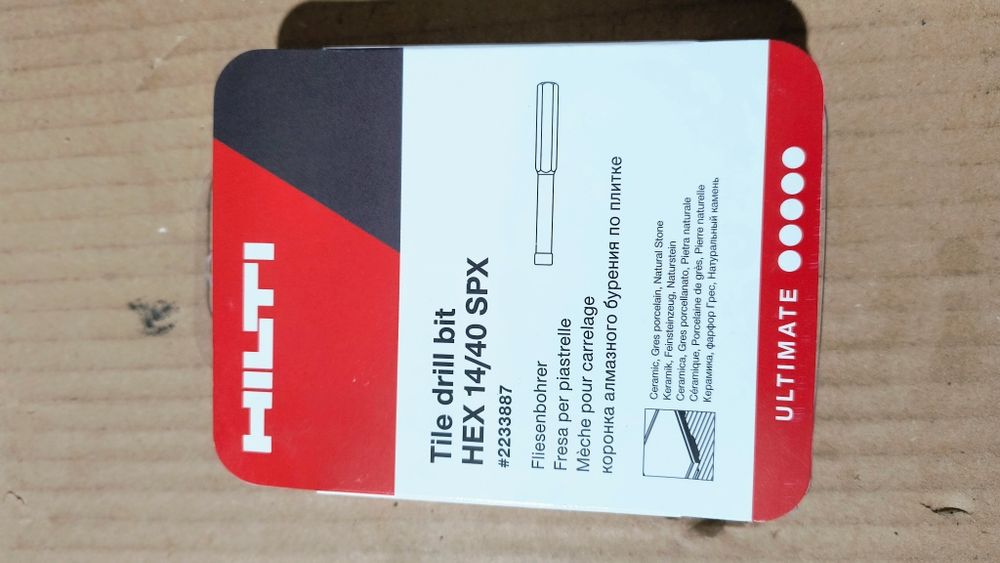 HILTI
Tile drill bit
HEX 14/40 SPX
#2233887
Fliesenbohrer
Fresa per piastrelle
Mèche pour carrelage
коронка алмазного бурения по плитке
Ceramic, Gres porcelain, Natural Stone
Keramik, Feinsteinzeug, Naturstein
Ceramica, Gres porcellanato, Pietra naturale
Céramique, Porcelaine de grès, Pierre naturelle
Керамика, фарфор Грес, Натуральный камень
ULTIMATE